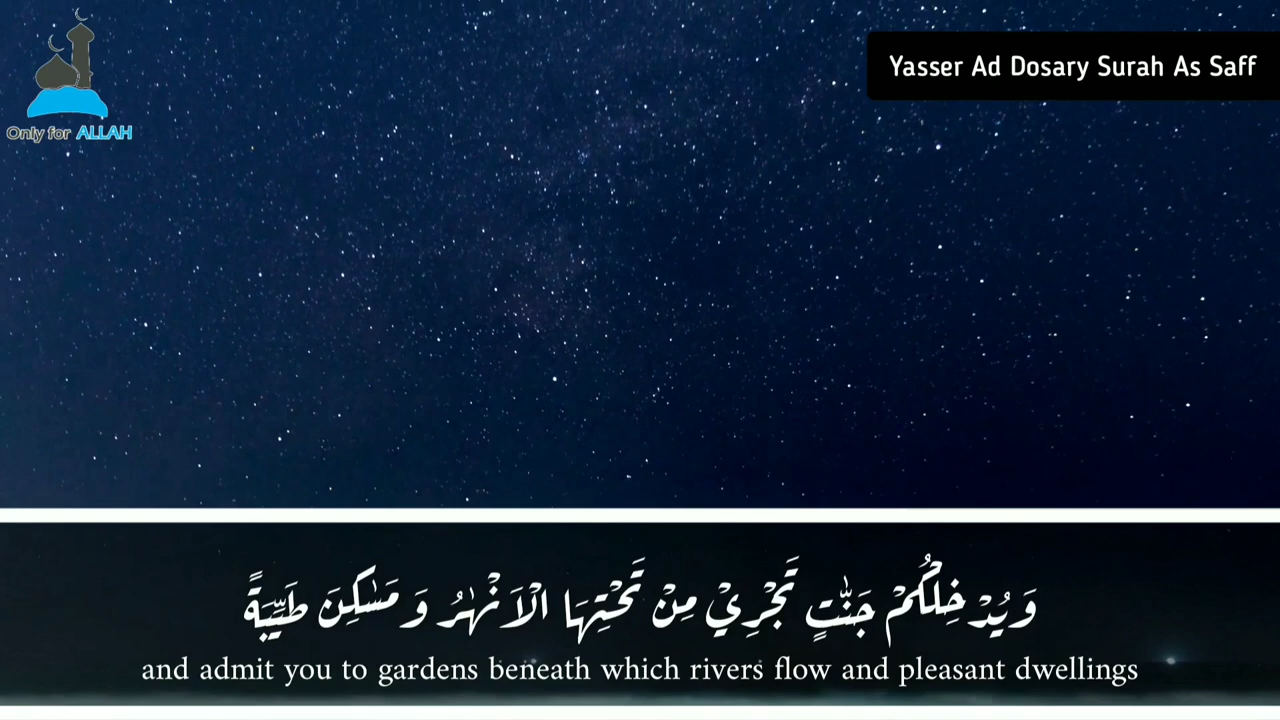 Only for ALLAH
Yasser Ad Dosary Surah As Saff
وَيُدْخِلْكُمْ جَنّٰتٍ تَجْرِيْ مِنْ تَحْتِهَا الْاَنْهٰرُ وَ مَسٰكِنَ طَيِّبَةً
and admit you to gardens beneath which rivers flow and pleasant dwellings